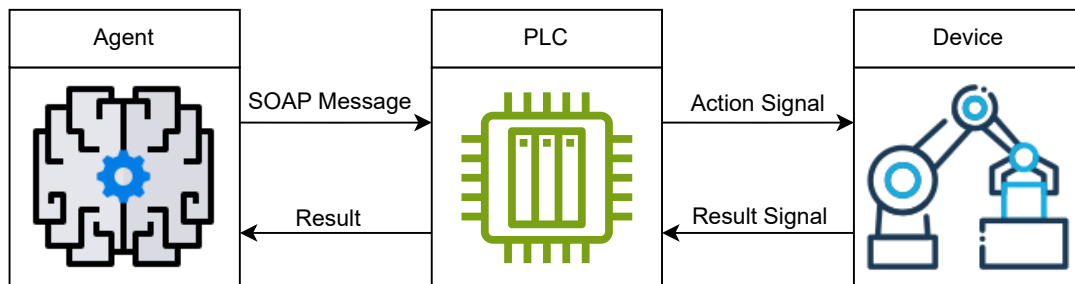 Agent
PLC
Device
SOAP Message
Action Signal
Result
Result Signal